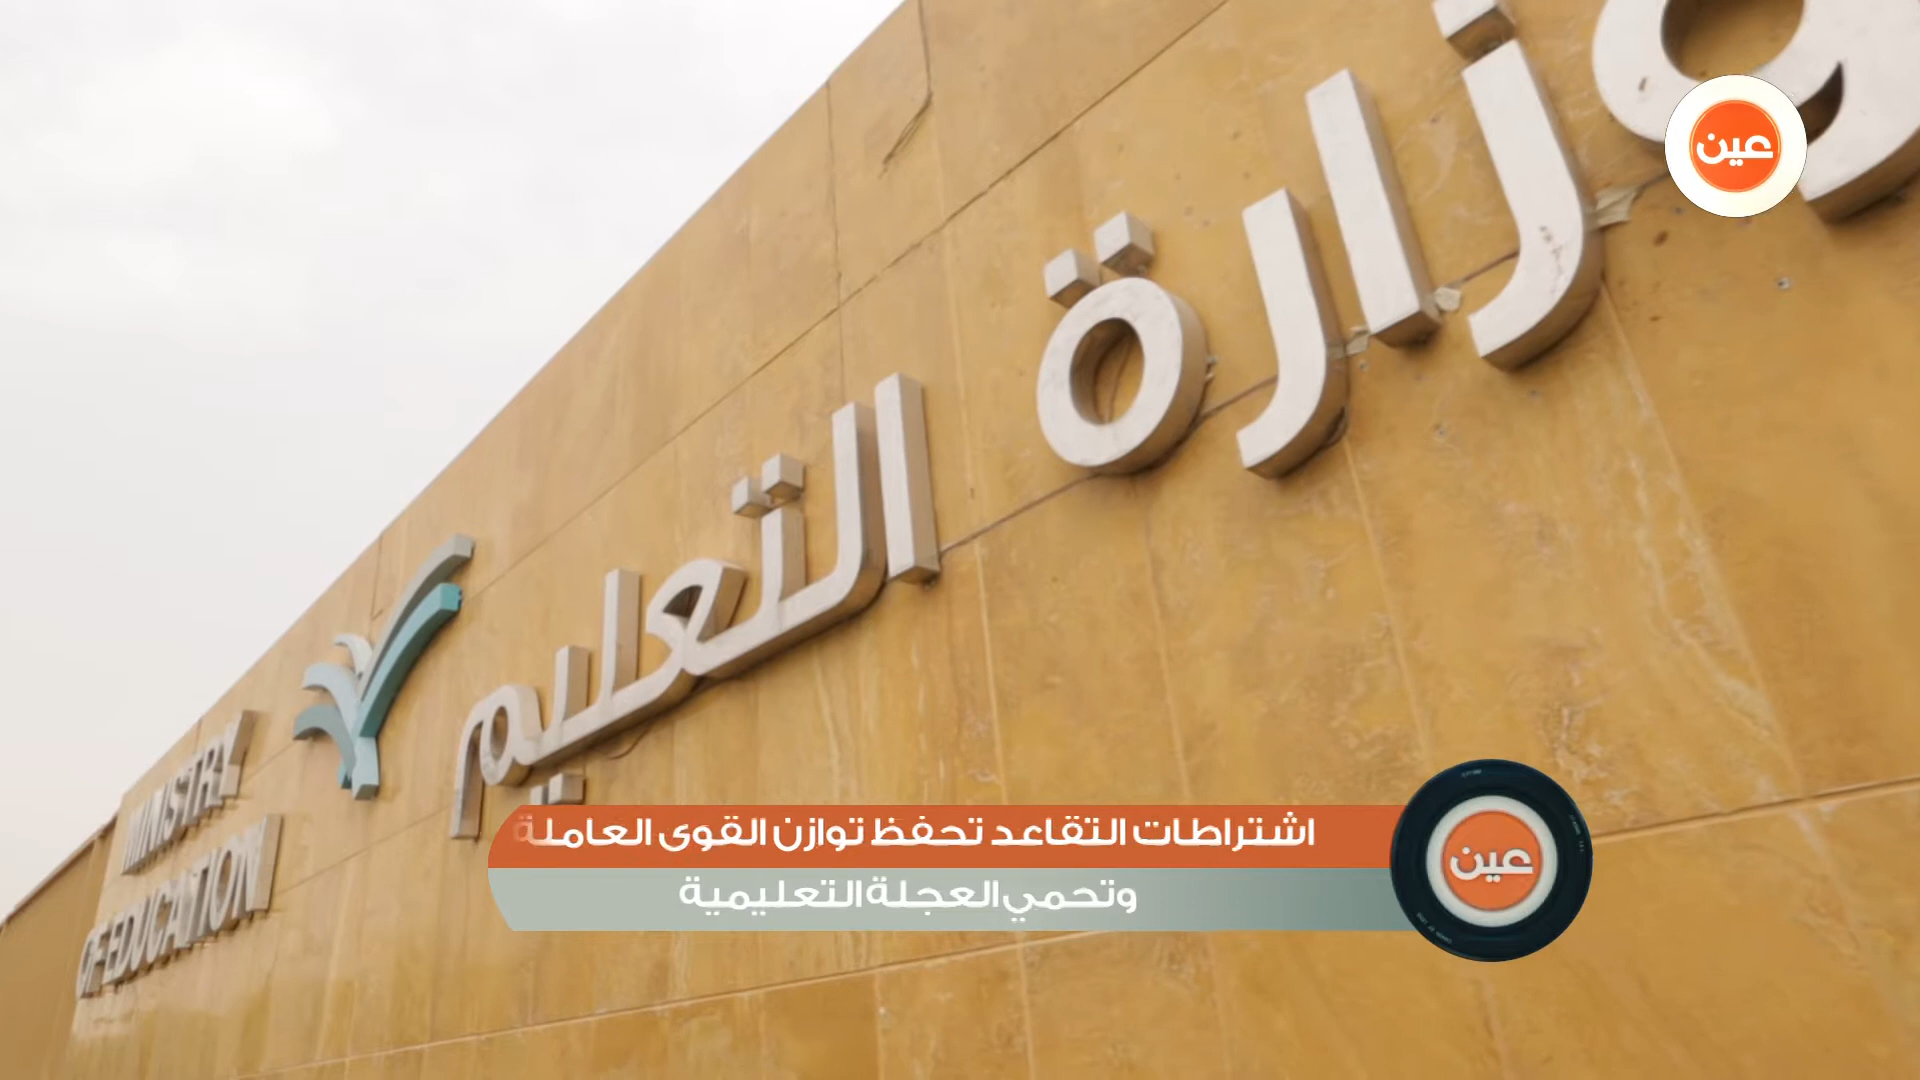 عين
وزارة التعليم
MINISTRY
OF EDUCATION
اشتراطات التقاعد تحفظ توازن القوى العاملة
وتحمي العجلة التعليمية
عين